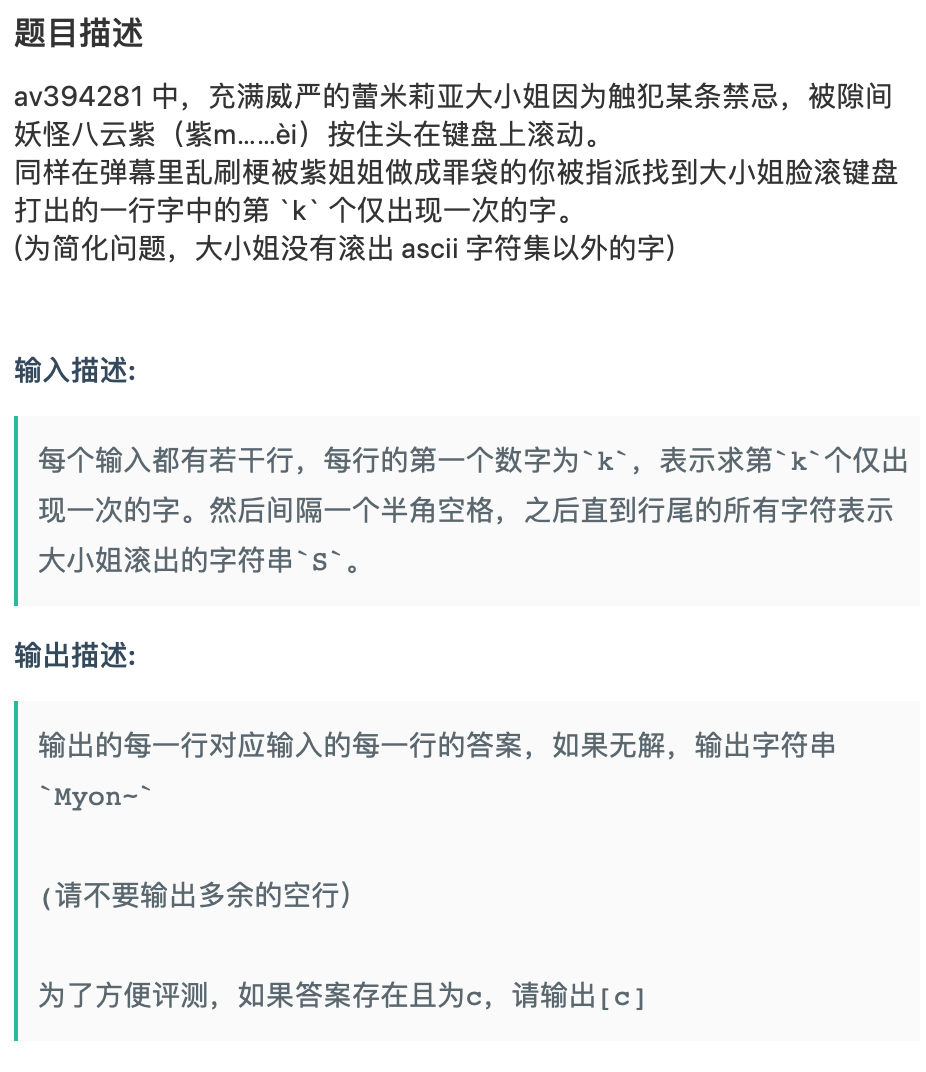 题目描述
av394281 中，充满威严的蕾米莉亚大小姐因为触犯某条禁忌，被隙间
妖怪八云紫（紫m……èi）按住头在键盘上滚动。
同样在弹幕里乱刷梗被紫姐姐做成罪袋的你被指派找到大小姐脸滚键盘
打出的一行字中的第 `k` 个仅出现一次的字。
(为简化问题，大小姐没有滚出 ascii 字符集以外的字)
输入描述:
每个输入都有若干行，每行的第一个数字为`k`，表示求第`k`个仅出
现一次的字。然后间隔一个半角空格，之后直到行尾的所有字符表示
大小姐滚出的字符串`S`。
输出描述:
输出的每一行对应输入的每一行的答案，如果无解，输出字符串
`Myon~`
(请不要输出多余的空行)
为了方便评测，如果答案存在且为c，请输出[c]